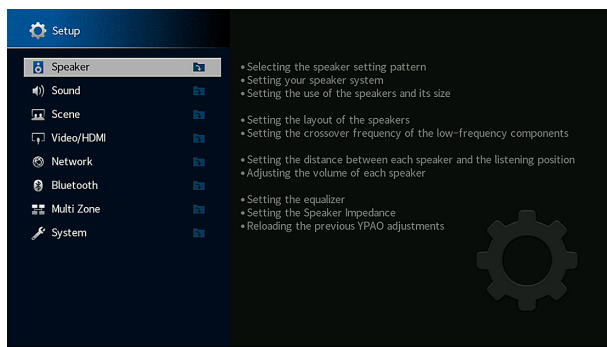 Setup
Speaker
Sound
Scene
Video/HDMI
Network
Bluetooth
Multi Zone
System
•Selecting the speaker setting pattern
•Setting your speaker system
•Setting the use of the speakers and its size
•Setting the layout of the speakers
•Setting the crossover frequency of the low-frequency components
•Setting the distance between each speaker and the listening position
•Adjusting the volume of each speaker
•Setting the equalizer
•Setting the Speaker Impedance
•Reloading the previous YPAO adjustments